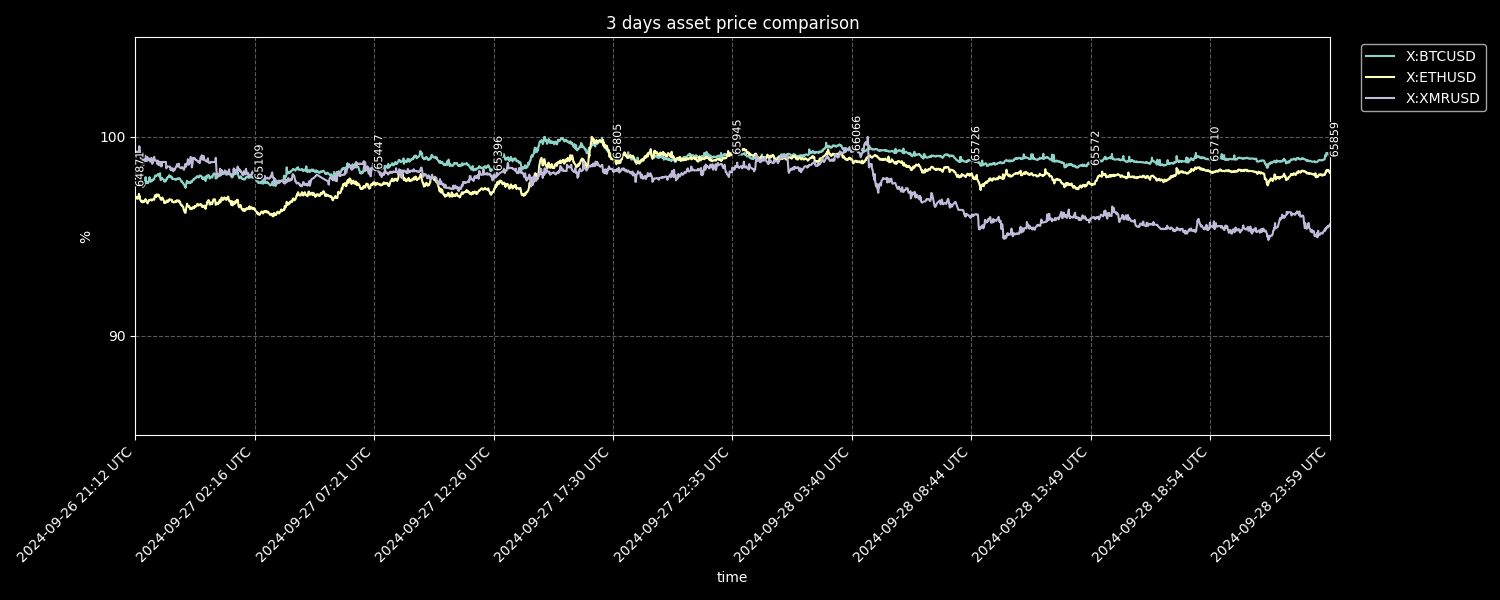 3 days asset price comparison
X:BTCUSD
X:ETHUSD
X:XMRUSD
100
90
%
65109
65447
65396
65805
65945
66066
65726
65572
65710
65859
2024-09-26 21:12 UTC
2024-09-27 02:16 UTC
2024-09-27 07:21 UTC
2024-09-27 12:26 UTC
2024-09-27 17:30 UTC
2024-09-27 22:35 UTC
2024-09-28 03:40 UTC
2024-09-28 08:44 UTC
2024-09-28 13:49 UTC
2024-09-28 18:54 UTC
2024-09-28 23:59 UTC
time